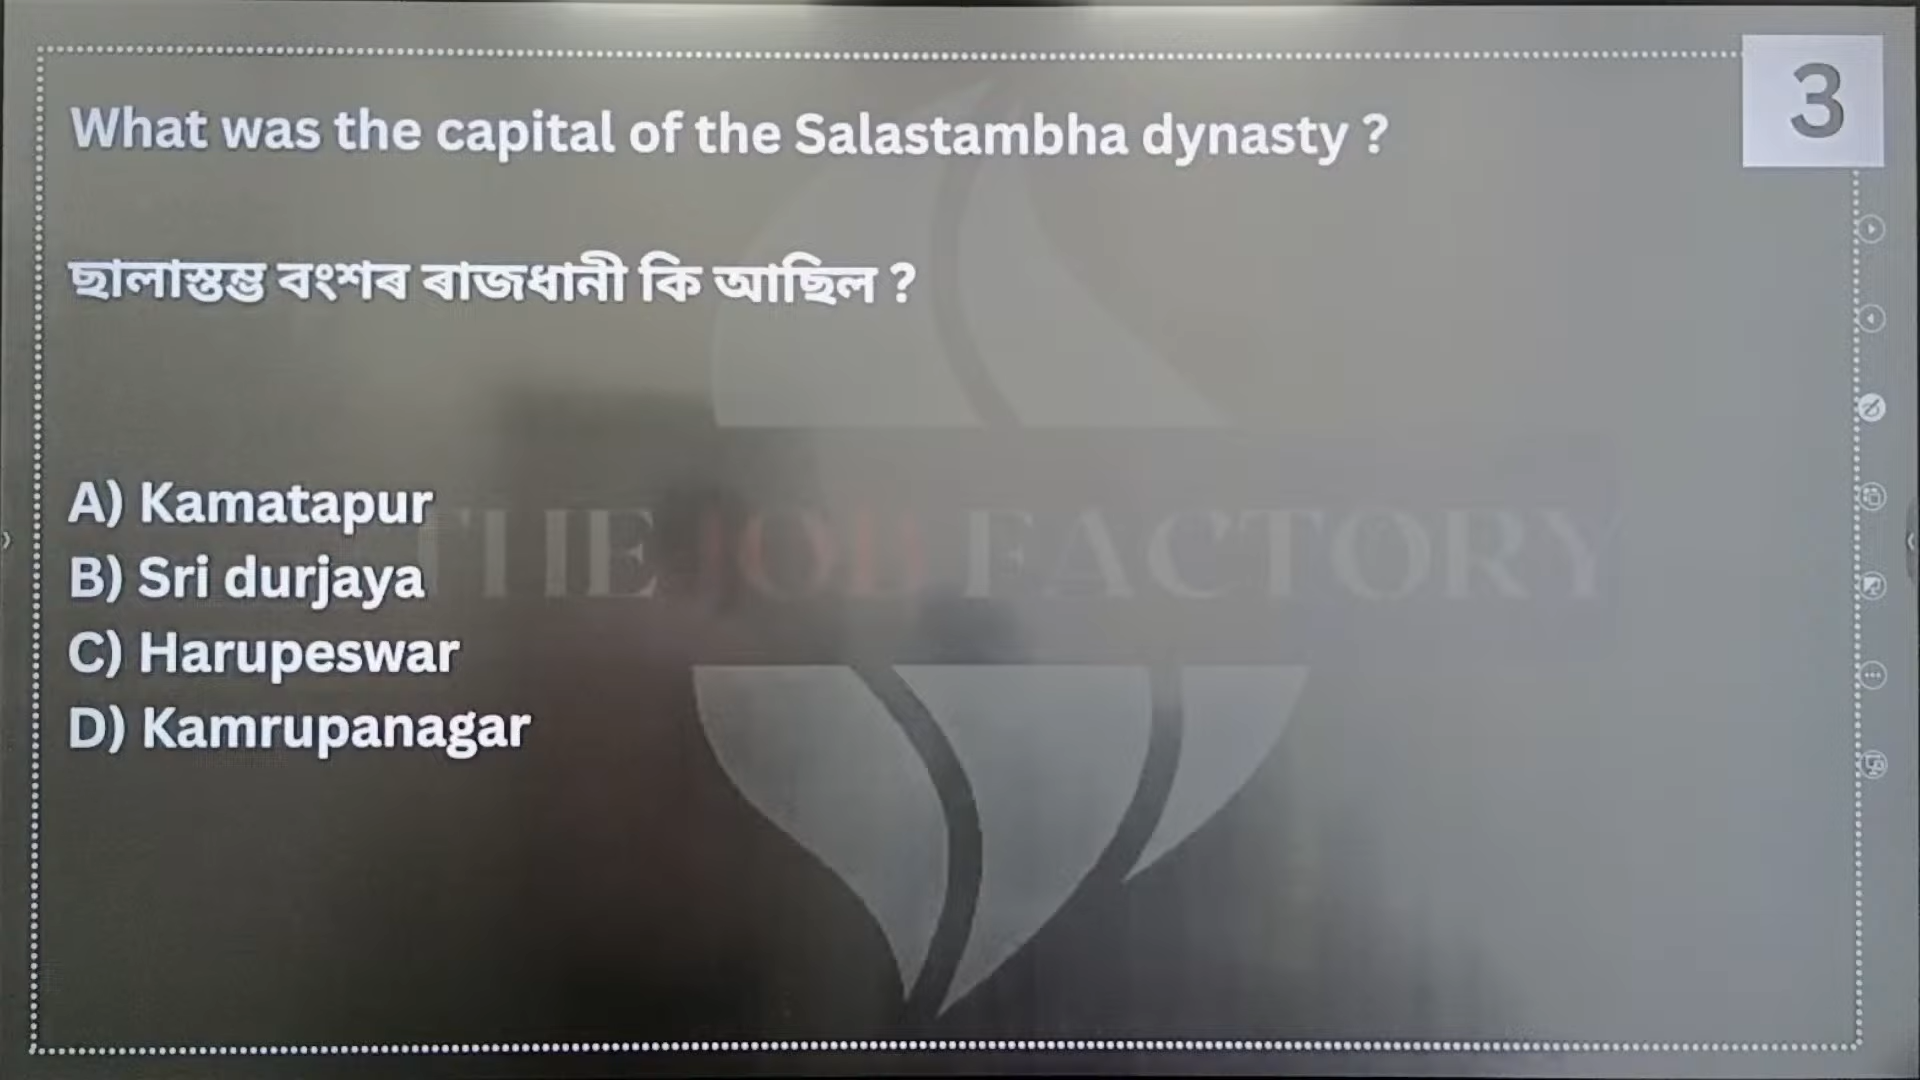 3
What was the capital of the Salastambha dynasty ?
ছালাস্তম্ভ বংশৰ ৰাজধানী কি আছিল ?
A) Kamatapur
B) Sri durjaya
C) Harupeswar
D) Kamrupanagar
THE JOB FACTORY